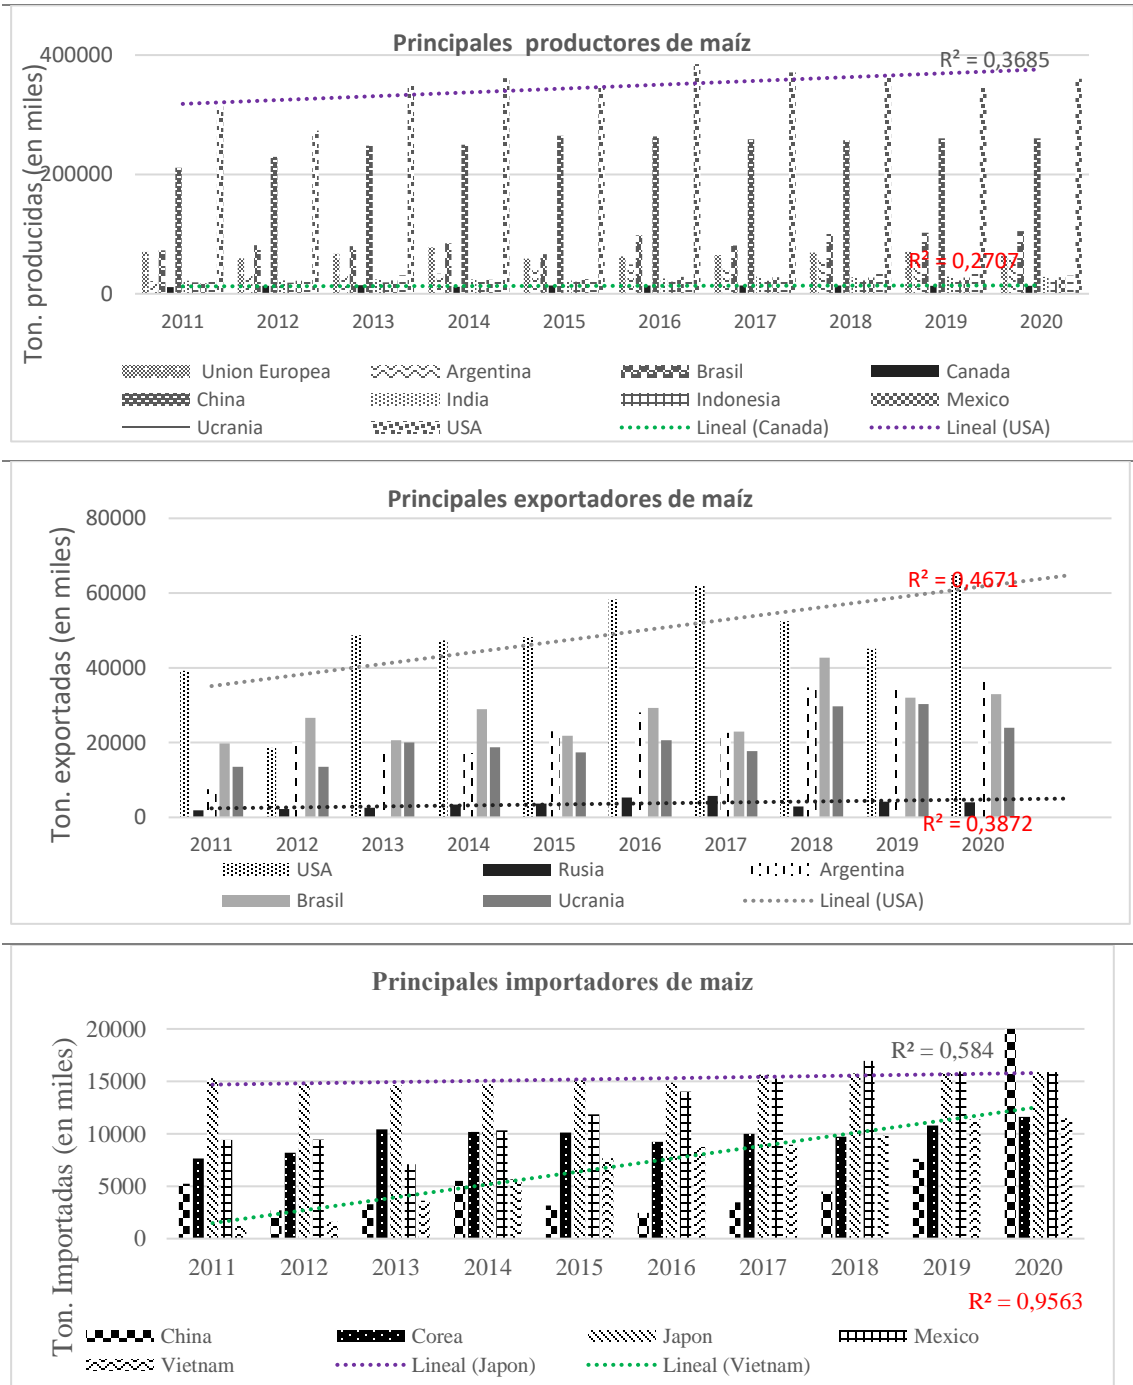 Principales productores de maíz
R² = 0,3685
400000
200000
0
Ton. producidas (en miles)
R² = 0,2707
2011 2012 2013 2014 2015 2016 2017 2018 2019 2020
Union Europea Argentina Brasil Canada
China India Indonesia Mexico
Ucrania USA Lineal (Canada) Lineal (USA)
Principales exportadores de maíz
80000
60000
40000
20000
0
Ton. exportadas (en miles)
R² = 0,4671
R² = 0,3872
2011 2012 2013 2014 2015 2016 2017 2018 2019 2020
USA Rusia Argentina
Brasil Ucrania Lineal (USA)
Principales importadores de maiz
20000
15000
10000
5000
0
Ton. Importadas (en miles)
R² = 0,584
2011 2012 2013 2014 2015 2016 2017 2018 2019 2020
R² = 0,9563
China Corea Japon Mexico
Vietnam Lineal (Japon) Lineal (Vietnam)